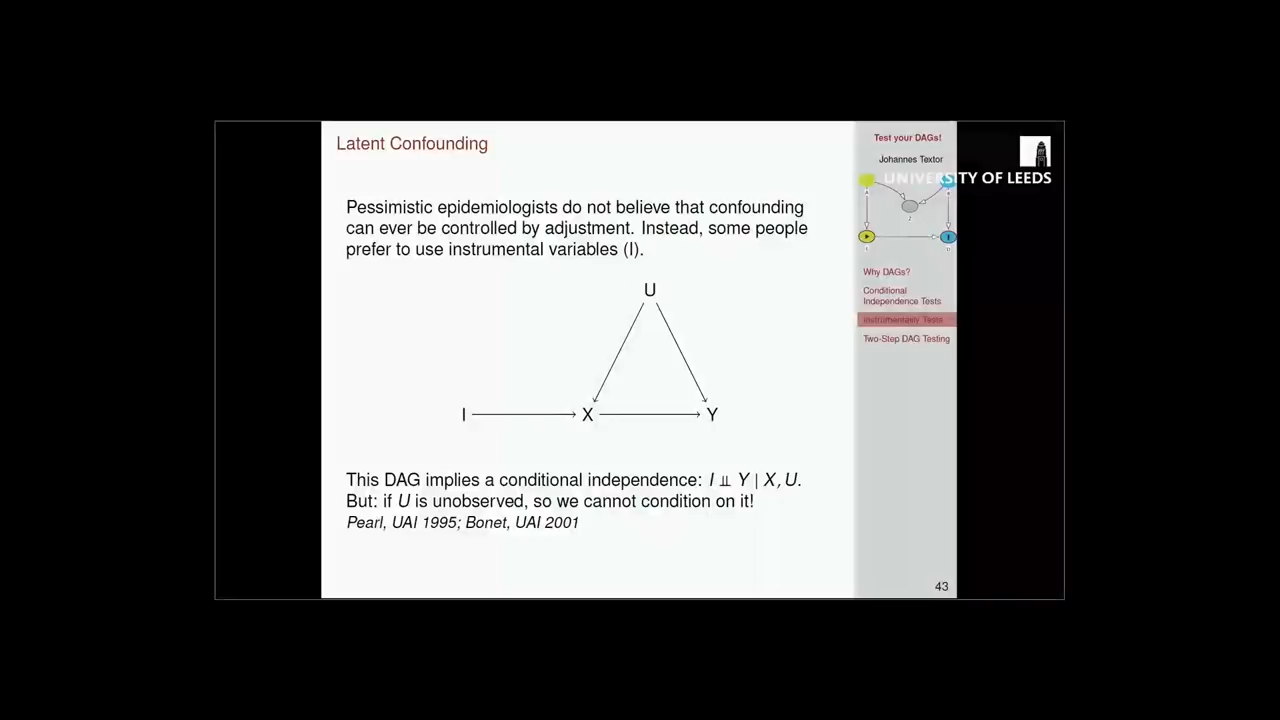 Latent Confounding
Pessimistic epidemiologists do not believe that confounding
can ever be controlled by adjustment. Instead, some people
prefer to use instrumental variables (I).
U
I
X
Y
This DAG implies a conditional independence: I ⫫ Y | X, U.
But: if U is unobserved, so we cannot condition on it!
Pearl, UAI 1995; Bonet, UAI 2001
Test your DAGs!
Johannes Textor
UNIVERSITY OF LEEDS
Why DAGs?
Conditional
Independence Tests
Instrumentality Tests
Two-Step DAG Testing
43